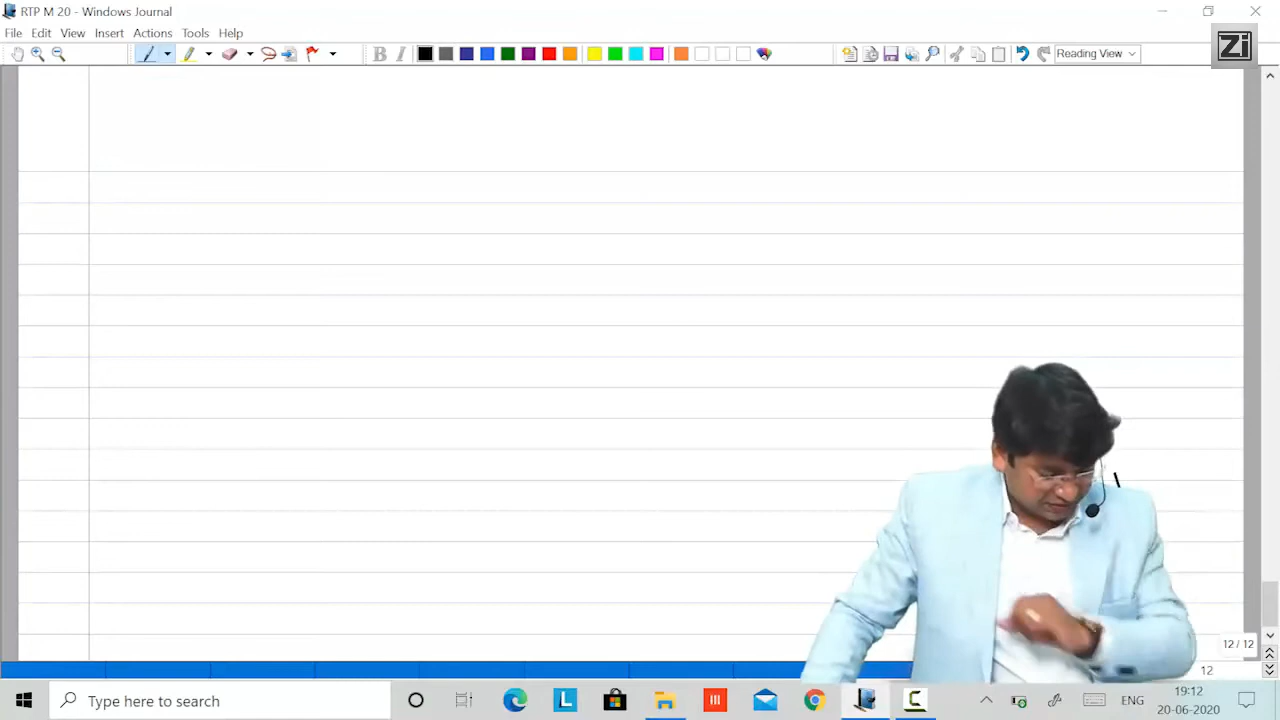 RTP M 20 - Windows Journal
File Edit View Insert Actions Tools Help
B I Reading View
Zi
12 / 12
12
Type here to search
L
C
ENG
19:12
20-06-2020